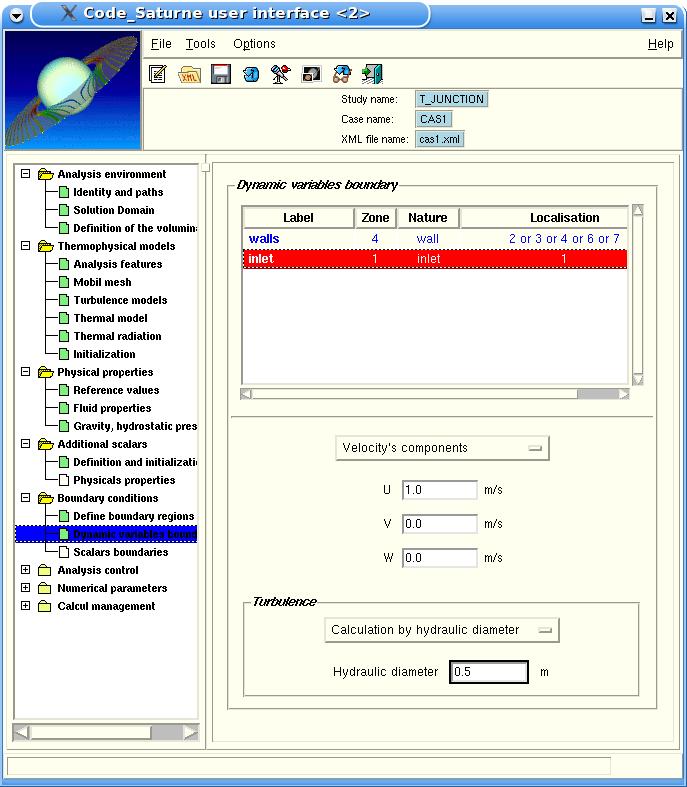 Code_Saturne user interface <2>
File Tools Options Help
XML
Study name: T_JUNCTION
Case name: CAS1
XML file name: cas1.xml
Analysis environment
Identity and paths
Solution Domain
Definition of the volumin
Thermophysical models
Analysis features
Mobil mesh
Turbulence models
Thermal model
Thermal radiation
Initialization
Physical properties
Reference values
Fluid properties
Gravity, hydrostatic pres
Additional scalars
Definition and initializati
Physicals properties
Boundary conditions
Define boundary regions
Dynamic variables bound
Scalars boundaries
Analysis control
Numerical parameters
Calcul management
Dynamic variables boundary
Label Zone Nature Localisation
walls 4 wall 2 or 3 or 4 or 6 or 7
inlet 1 inlet 1
Velocity's components
U 1.0 m/s
V 0.0 m/s
W 0.0 m/s
Turbulence
Calculation by hydraulic diameter
Hydraulic diameter 0.5 m